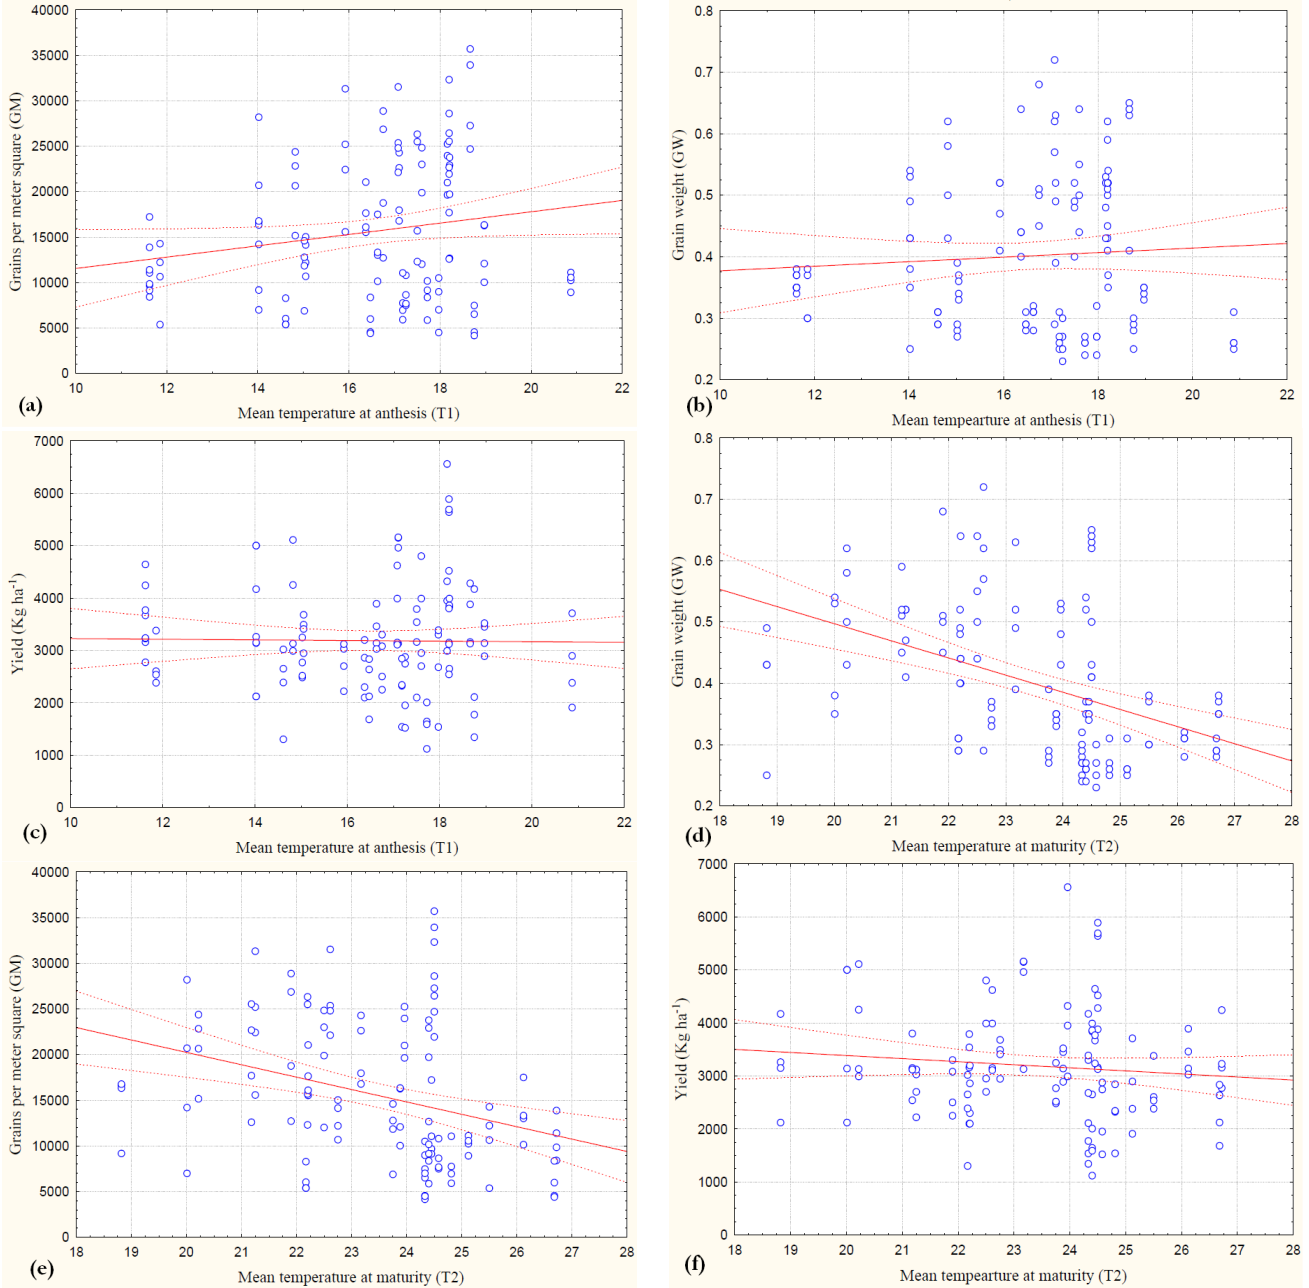 40000
35000
30000
25000
20000
15000
10000
5000
0
Grains per meter square (GM)
10 12 14 16 18 20 22
(a)
Mean temperature at anthesis (T1)
0.8
0.7
0.6
0.5
0.4
0.3
0.2
Grain weight (GW)
10 12 14 16 18 20 22
(b)
Mean tempearture at anthesis (T1)
7000
6000
5000
4000
3000
2000
1000
0
Yield (Kg ha-1)
10 12 14 16 18 20 22
(c)
Mean temperature at anthesis (T1)
0.8
0.7
0.6
0.5
0.4
0.3
0.2
Grain weight (GW)
18 19 20 21 22 23 24 25 26 27 28
(d)
Mean temperature at maturity (T2)
40000
35000
30000
25000
20000
15000
10000
5000
0
Grains per meter square (GM)
18 19 20 21 22 23 24 25 26 27 28
(e)
Mean temperature at maturity (T2)
7000
6000
5000
4000
3000
2000
1000
0
Yield (Kg ha-1)
18 19 20 21 22 23 24 25 26 27 28
(f)
Mean tempearture at maturity (T2)